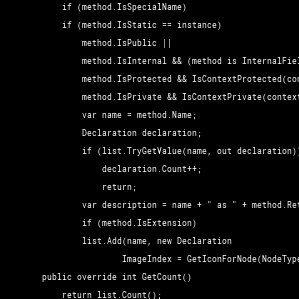 if (method.IsSpecialName)
if (method.IsStatic == instance)
method.IsPublic ||
method.IsInternal && (method is InternalFiel
method.IsProtected && IsContextProtected(con
method.IsPrivate && IsContextPrivate(context
var name = method.Name;
Declaration declaration;
if (list.TryGetValue(name, out declaration))
declaration.Count++;
return;
var description = name + " as " + method.Ret
if (method.IsExtension)
list.Add(name, new Declaration
ImageIndex = GetIconForNode(NodeType
public override int GetCount()
return list.Count();